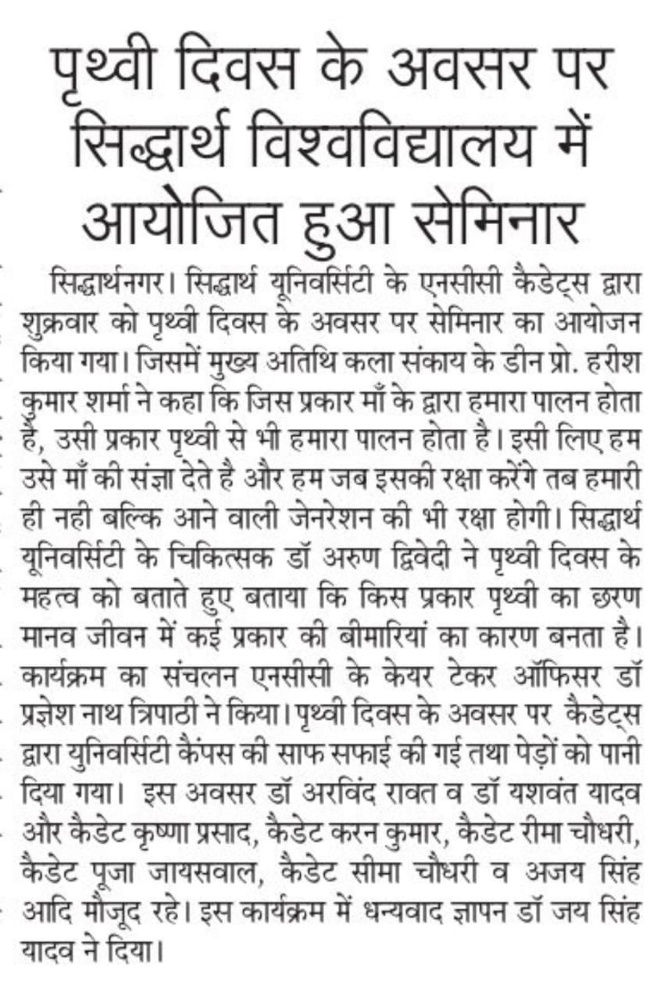 पृथ्वी दिवस के अवसर पर
सिद्धार्थ विश्वविद्यालय में
आयोजित हुआ सेमिनार
सिद्धार्थनगर। सिद्धार्थ यूनिवर्सिटी के एनसीसी कैडेट्स द्वारा
शुक्रवार को पृथ्वी दिवस के अवसर पर सेमिनार का आयोजन
किया गया। जिसमें मुख्य अतिथि कला संकाय के डीन प्रो. हरीश
कुमार शर्मा ने कहा कि जिस प्रकार माँ के द्वारा हमारा पालन होता
है, उसी प्रकार पृथ्वी से भी हमारा पालन होता है। इसी लिए हम
उसे माँ की संज्ञा देते है और हम जब इसकी रक्षा करेंगे तब हमारी
ही नही बल्कि आने वाली जेनरेशन की भी रक्षा होगी। सिद्धार्थ
यूनिवर्सिटी के चिकित्सक डॉ अरुण द्विवेदी ने पृथ्वी दिवस के
महत्व को बताते हुए बताया कि किस प्रकार पृथ्वी का छरण
मानव जीवन में कई प्रकार की बीमारियां का कारण बनता है।
कार्यक्रम का संचलन एनसीसी के केयर टेकर ऑफिसर डॉ
प्रज्ञेश नाथ त्रिपाठी ने किया। पृथ्वी दिवस के अवसर पर कैडेट्स
द्वारा युनिवर्सिटी कैंपस की साफ सफाई की गई तथा पेड़ों को पानी
दिया गया। इस अवसर डॉ अरविंद रावत व डॉ यशवंत यादव
और कैडेट कृष्णा प्रसाद, कैडेट करन कुमार, कैडेट रीमा चौधरी,
कैडेट पूजा जायसवाल, कैडेट सीमा चौधरी व अजय सिंह
आदि मौजूद रहे। इस कार्यक्रम में धन्यवाद ज्ञापन डॉ जय सिंह
यादव ने दिया।